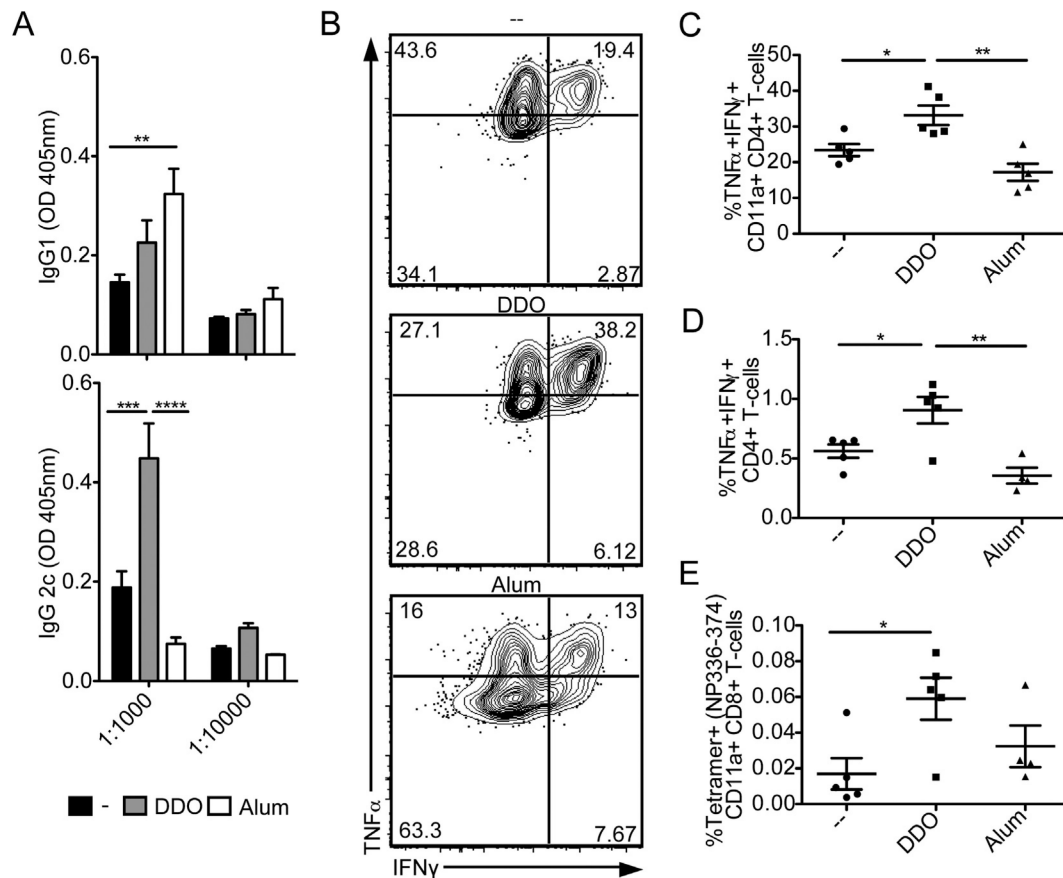 A
0.6
0.4
0.2
0.0
IgG1 (OD 405nm)
**
0.6
0.4
0.2
0.0
IgG 2c (OD 405nm)
*** ****
1:1000
1:10000
- DDO Alum
B
--
43.6 19.4
34.1 2.87
DDO
27.1 38.2
28.6 6.12
Alum
16 13
63.3 7.67
TNFα
IFNγ
C
%TNFα+IFNγ+
CD11a+ CD4+ T-cells
50
40
30
20
10
0
* **
-- DDO Alum
D
%TNFα+IFNγ+
CD4+ T-cells
1.5
1.0
0.5
0.0
* **
-- DDO Alum
E
%Tetramer+ (NP336-374)
CD11a+ CD8+ T-cells
0.10
0.08
0.06
0.04
0.02
0.00
*
-- DDO Alum